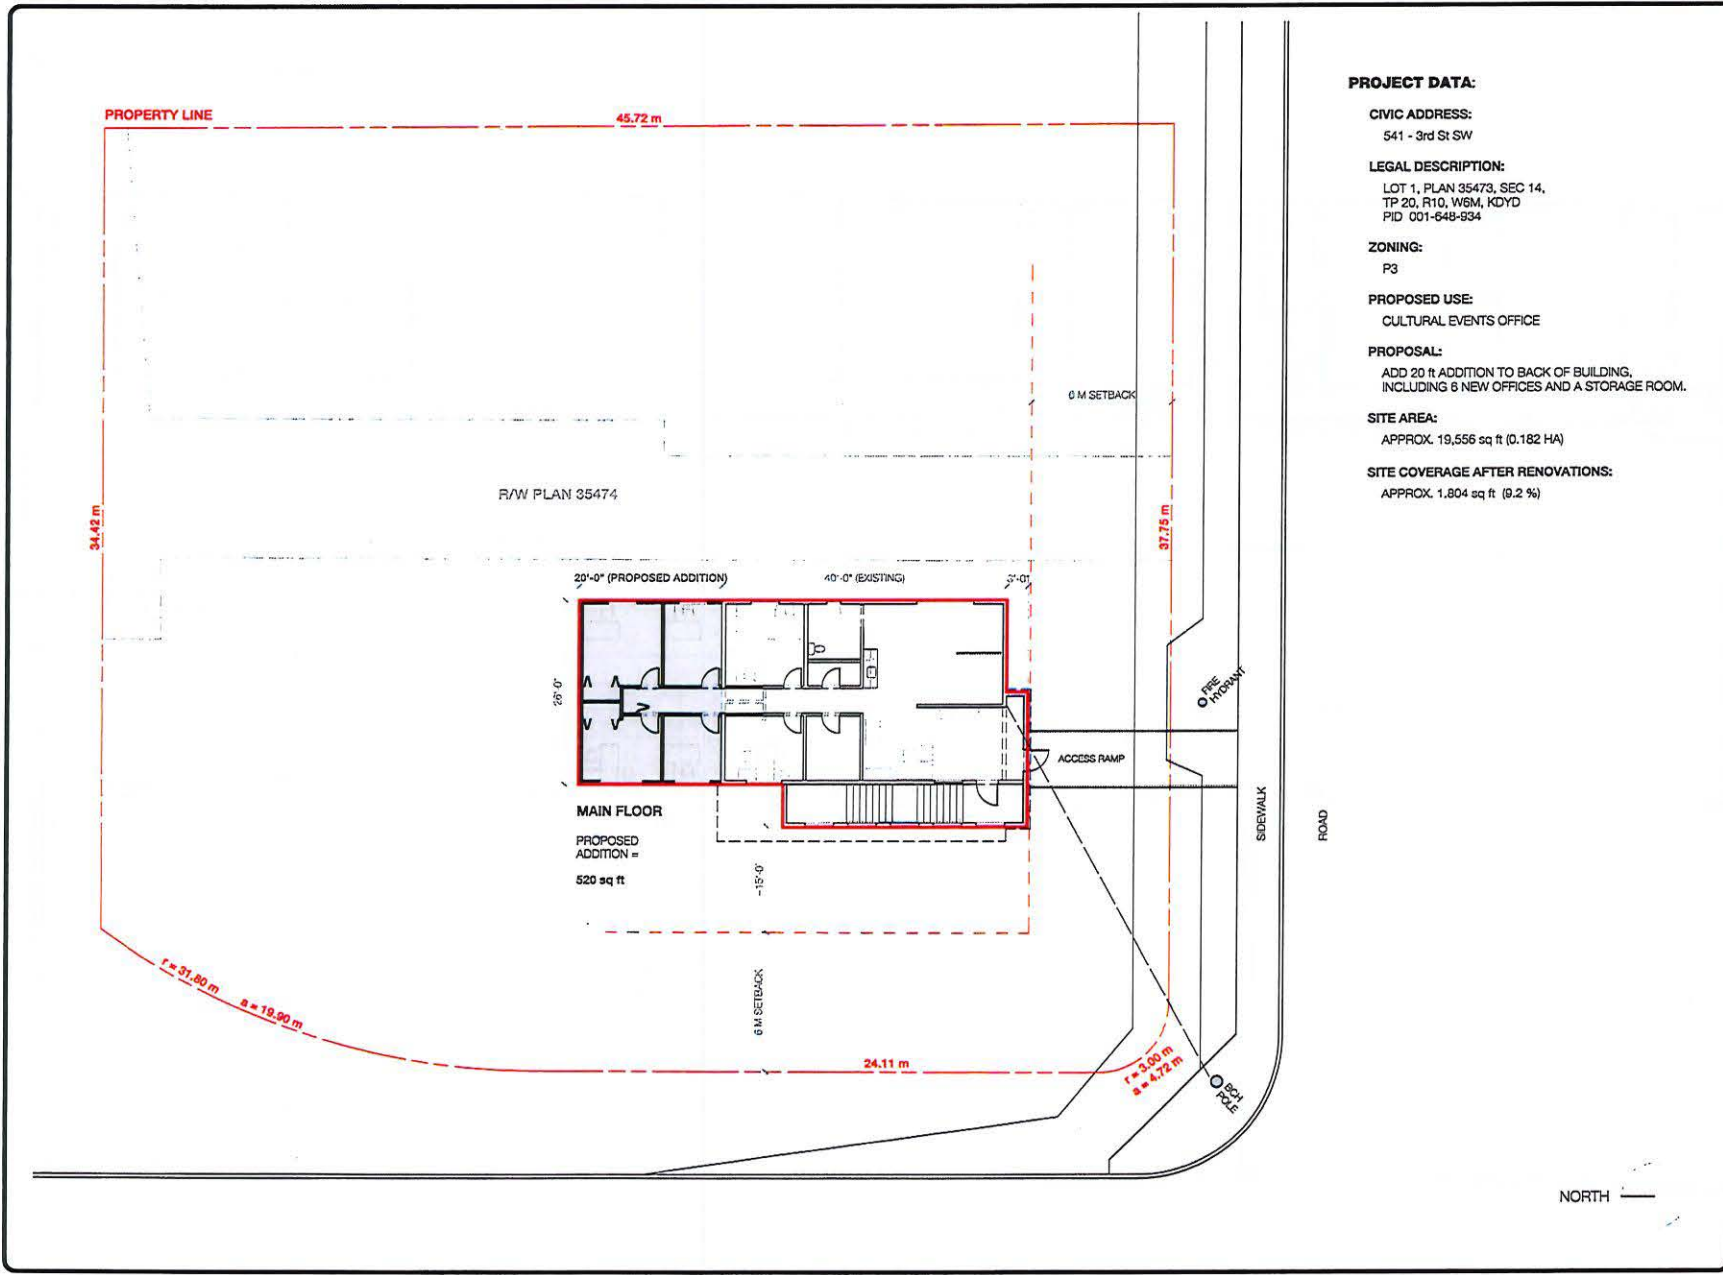 PROPERTY LINE
45.72 m
PROJECT DATA:
CIVIC ADDRESS:
541 - 3rd St SW
LEGAL DESCRIPTION:
LOT 1, PLAN 35473, SEC 14,
TP 20, R10, W6M, KDYD
PID 001-648-934
ZONING:
P3
PROPOSED USE:
CULTURAL EVENTS OFFICE
PROPOSAL:
ADD 20 ft ADDITION TO BACK OF BUILDING,
INCLUDING 6 NEW OFFICES AND A STORAGE ROOM.
SITE AREA:
APPROX. 19,556 sq ft (0.182 HA)
SITE COVERAGE AFTER RENOVATIONS:
APPROX. 1,804 sq ft (9.2 %)
6 M SETBACK
R/W PLAN 35474
34.42 m
37.75 m
20'-0" (PROPOSED ADDITION)
40'-0" (EXISTING)
26'-0"
FIRE
HYDRANT
ACCESS RAMP
MAIN FLOOR
PROPOSED
ADDITION =
520 sq ft
~15'-0"
SIDEWALK
ROAD
6 M SETBACK
r = 31.80 m
a = 19.90 m
24.11 m
r = 3.00 m
a = 4.72 m
BCH
POLE
NORTH